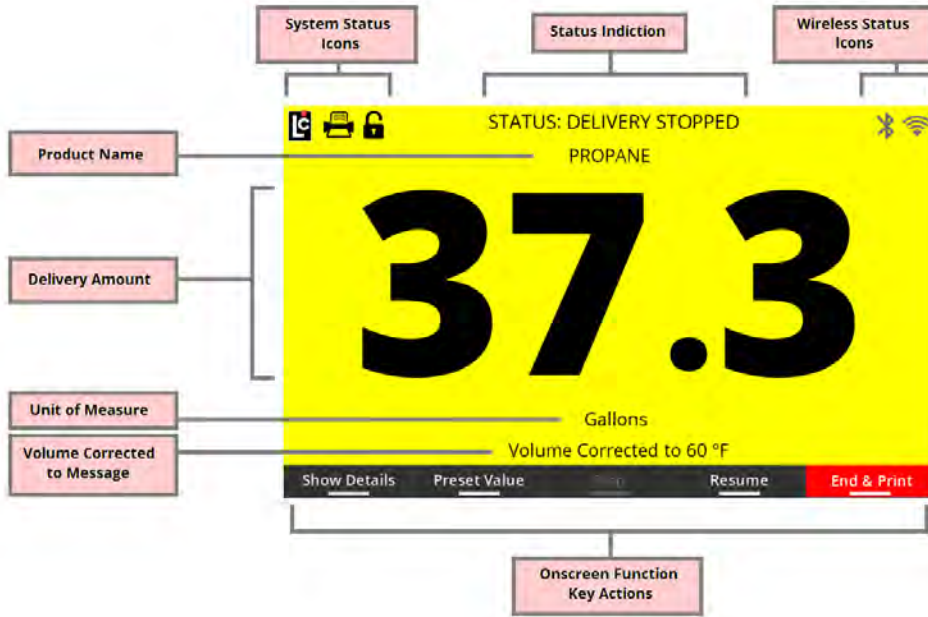 System Status
Icons
Status Indiction
Wireless Status
Icons
LC
STATUS: DELIVERY STOPPED
Product Name
PROPANE
37.3
Delivery Amount
Unit of Measure
Gallons
Volume Corrected
to Message
Volume Corrected to 60 °F
Show Details
Preset Value
Stop
Resume
End & Print
Onscreen Function
Key Actions